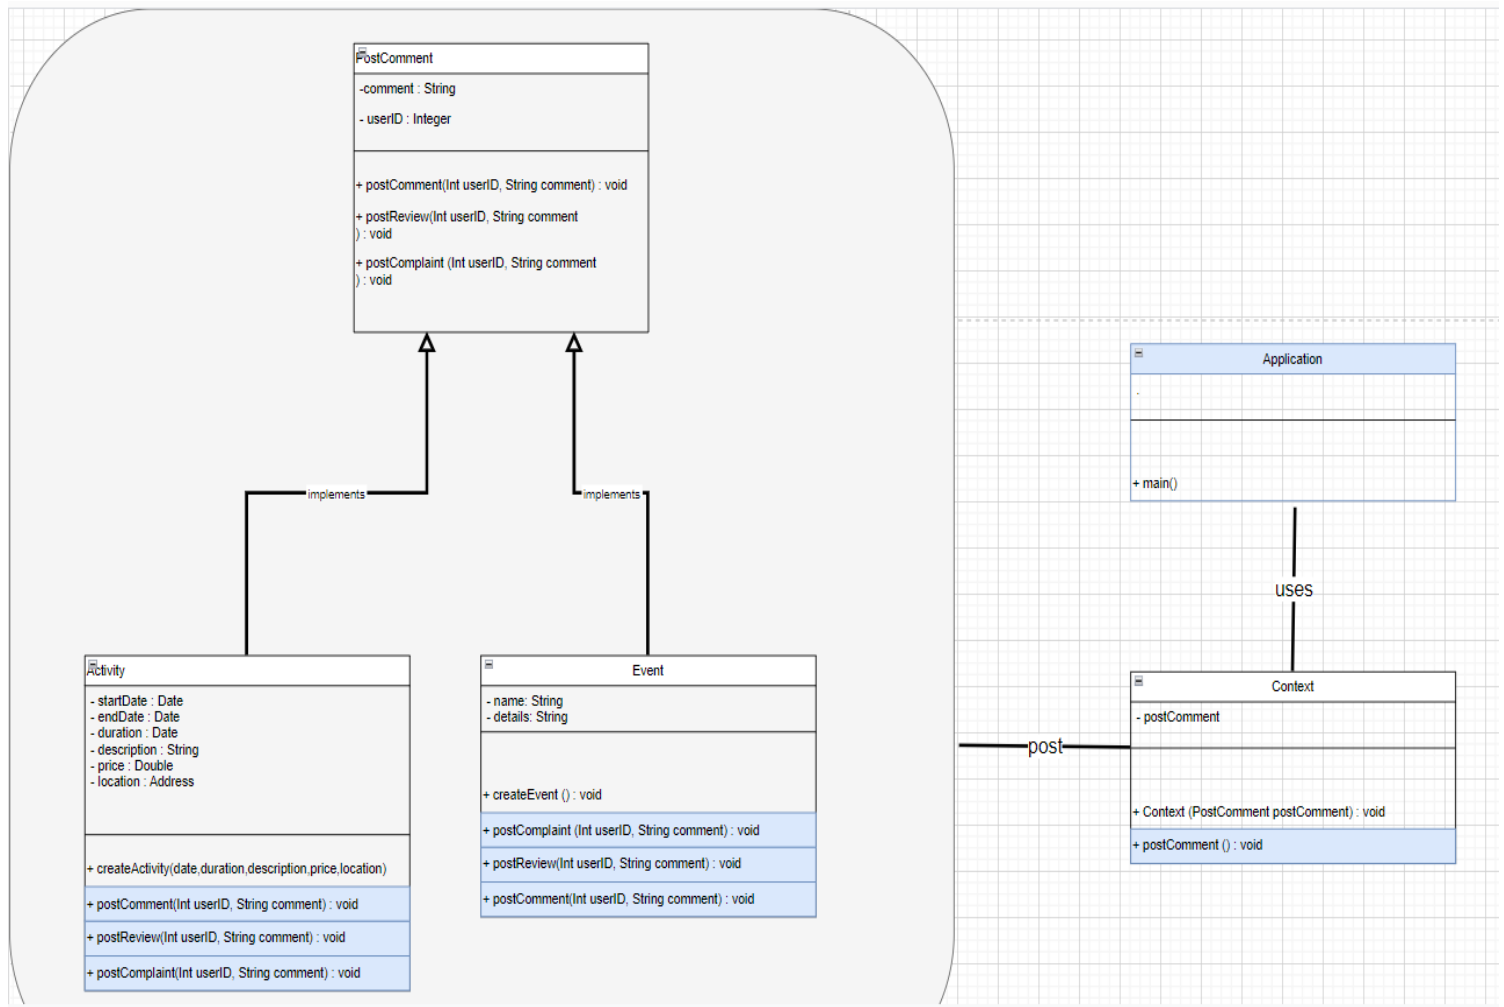 PostComment
-comment : String
- userID : Integer
+ postComment(Int userID, String comment) : void
+ postReview(Int userID, String comment
) : void
+ postComplaint (Int userID, String comment
) : void
implements
implements
Activity
- startDate : Date
- endDate : Date
- duration : Date
- description : String
- price : Double
- location : Address
+ createActivity(date,duration,description,price,location)
+ postComment(Int userID, String comment) : void
+ postReview(Int userID, String comment) : void
+ postComplaint(Int userID, String comment) : void
Event
- name: String
- details: String
+ createEvent () : void
+ postComplaint (Int userID, String comment) : void
+ postReview(Int userID, String comment) : void
+ postComment(Int userID, String comment) : void
post
Application
.
+ main()
uses
Context
- postComment
+ Context (PostComment postComment) : void
+ postComment () : void